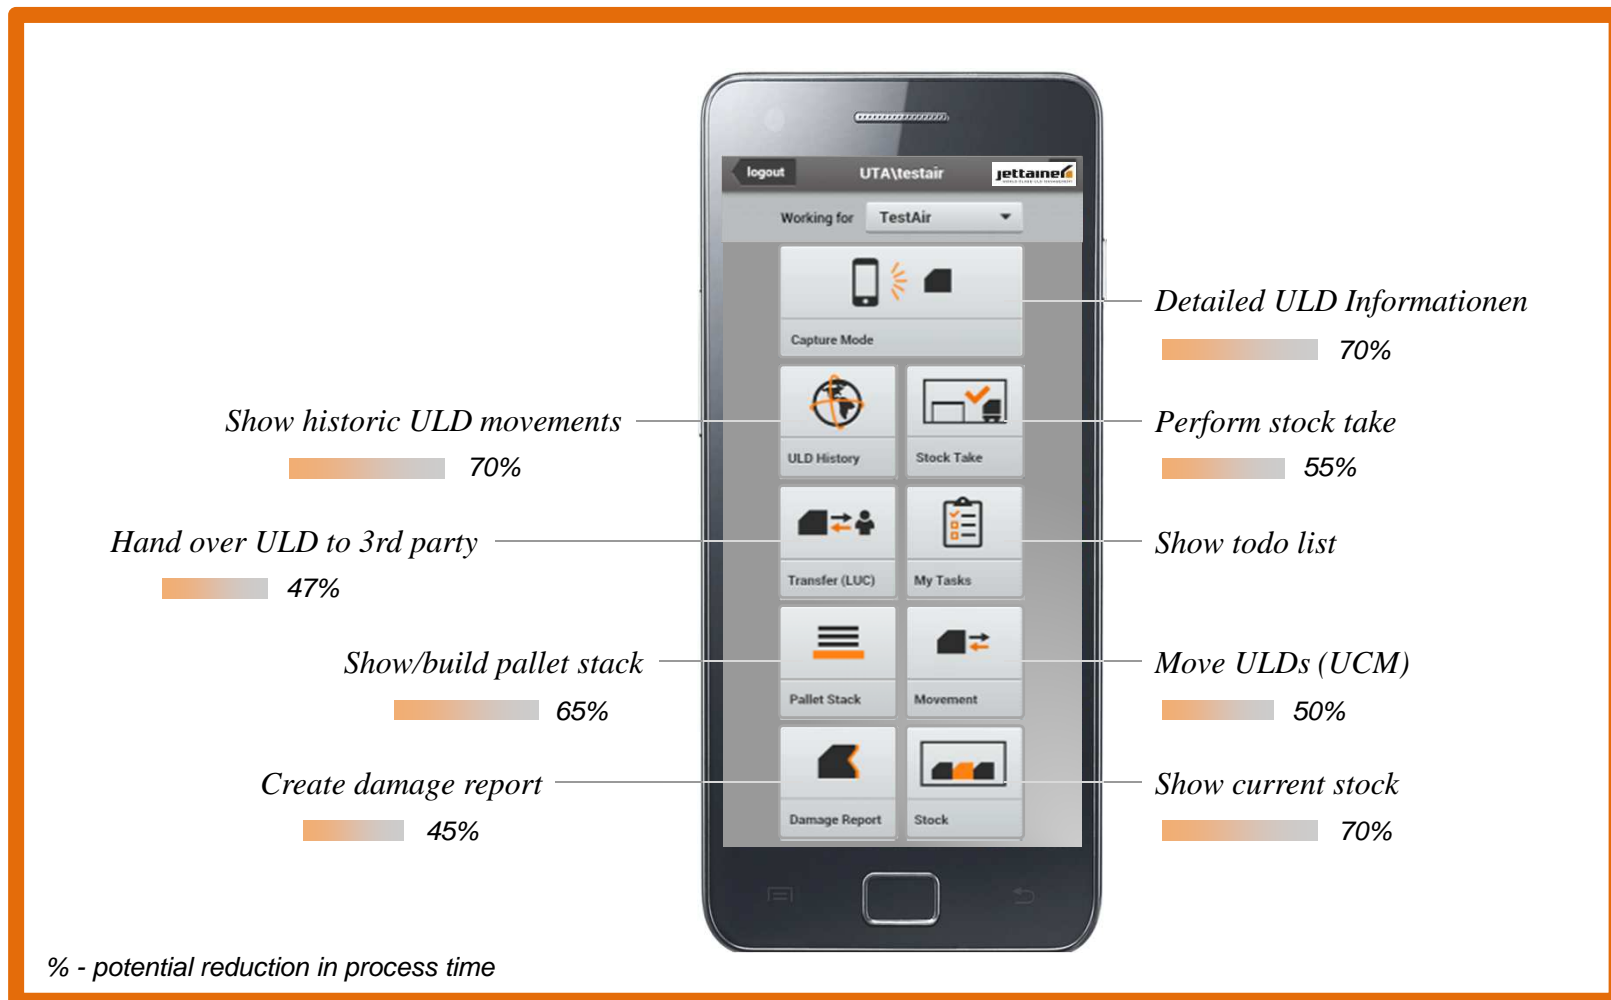 logout
UTA\testair
jettainer
Working for
TestAir
Capture Mode
Detailed ULD Informationen
70%
Show historic ULD movements
70%
ULD History
Stock Take
Perform stock take
55%
Hand over ULD to 3rd party
47%
Transfer (LUC)
My Tasks
Show todo list
Show/build pallet stack
65%
Pallet Stack
Movement
Move ULDs (UCM)
50%
Create damage report
45%
Damage Report
Stock
Show current stock
70%
% - potential reduction in process time